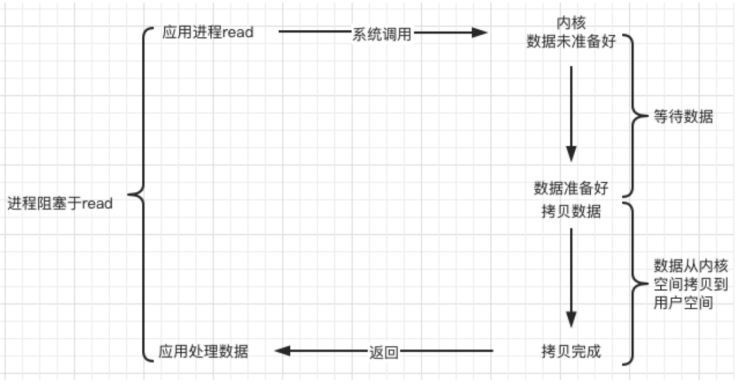 应用进程read
系统调用
内核
数据未准备好
等待数据
数据准备好
拷贝数据
进程阻塞于read
数据从内核
空间拷贝到
用户空间
应用处理数据
返回
拷贝完成